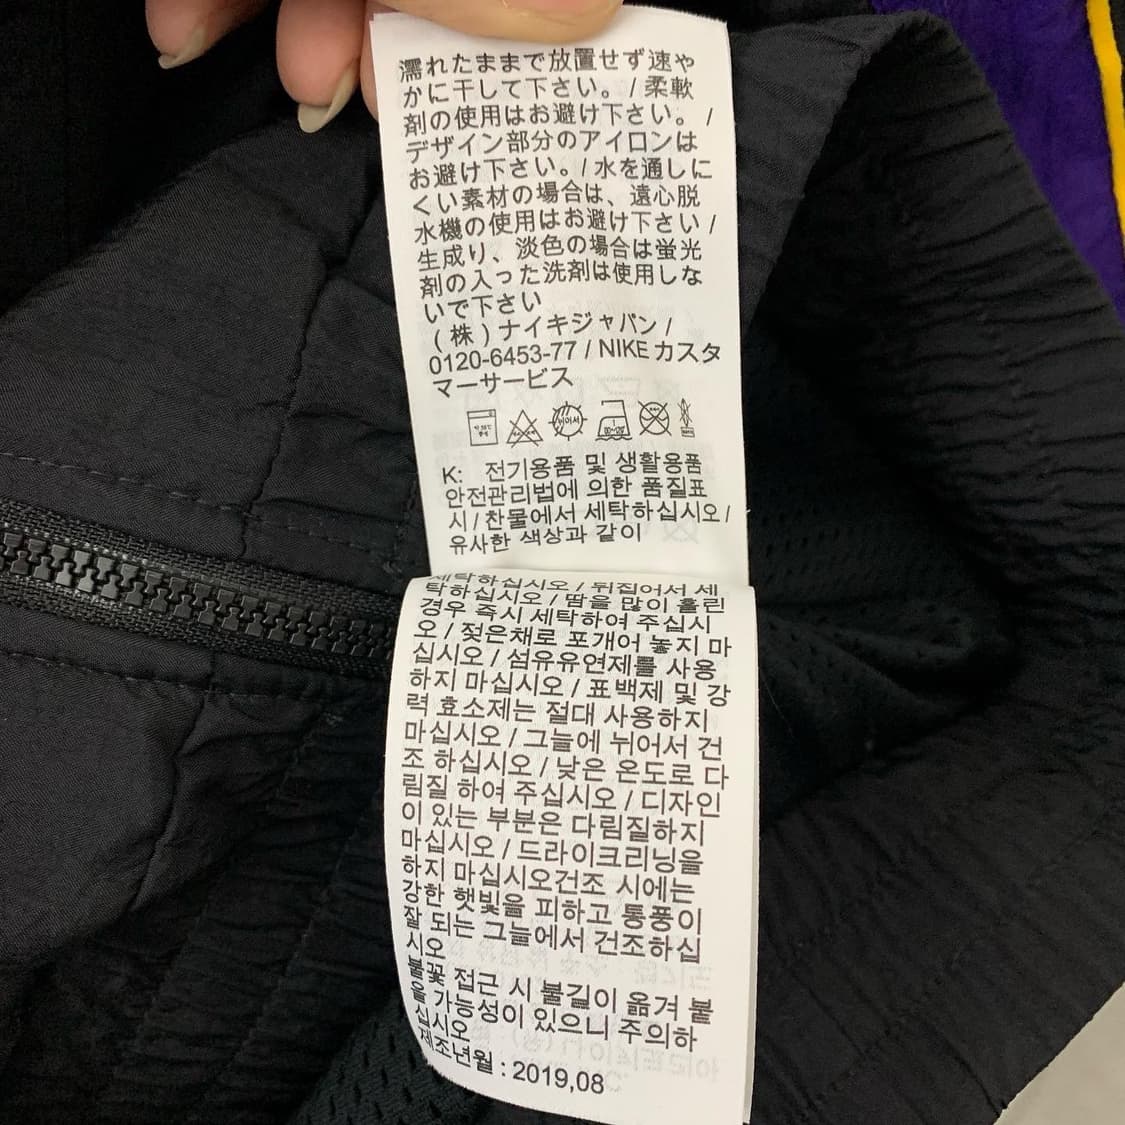 濡れたままで放置せず速や
かに干して下さい。/ 柔軟
剤の使用はお避け下さい。/
デザイン部分のアイロンは
お避け下さい。/ 水を通しに
くい素材の場合は、遠心脱
水機の使用はお避け下さい /
生成り、淡色の場合は蛍光
剤の入った洗剤は使用しな
いで下さい
(株) ナイキジャパン /
0120-6453-77 / NIKE カスタ
マーサービス
K: 전기용품 및 생활용품
안전관리법에 의한 품질표
시 / 찬물에서 세탁하십시오 /
유사한 색상과 같이
세탁하십시오 / 뒤집어서 세
탁하십시오 / 땀을 많이 흘린
경우 즉시 세탁하여 주십시
오 / 젖은채로 포개어 놓지 마
십시오 / 섬유유연제를 사용
하지 마십시오 / 표백제 및 강
력 효소제는 절대 사용하지
마십시오 / 그늘에 뉘어서 건
조 하십시오 / 낮은 온도로 다
림질 하여 주십시오 / 디자인
이 있는 부분은 다림질하지
마십시오 / 드라이크리닝을
하지 마십시오건조 시에는
강한 햇빛을 피하고 통풍이
잘 되는 그늘에서 건조하십
시오
불꽃 접근 시 불길이 옮겨 붙
을 가능성이 있으니 주의하
십시오
제조년월 : 2019,08